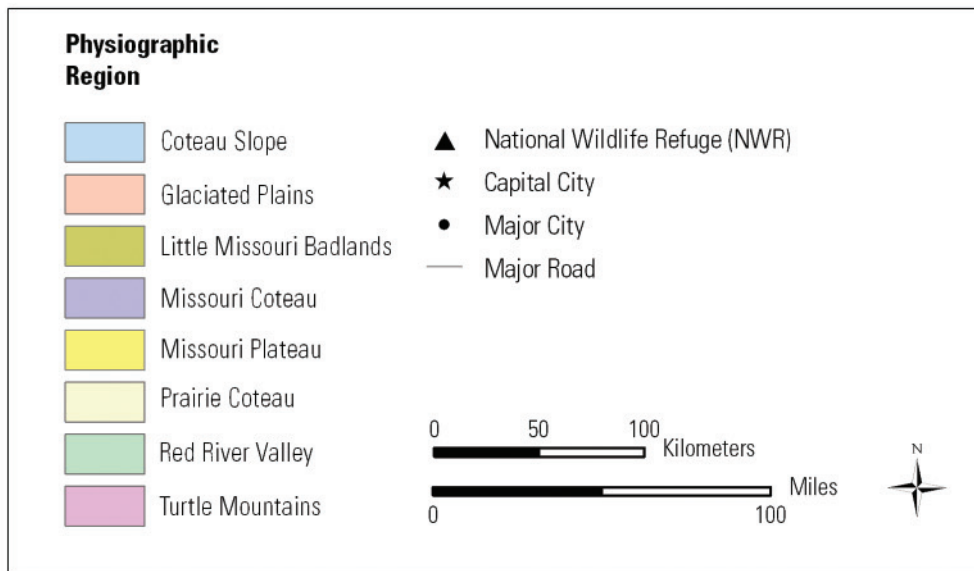 Physiographic
Region
Coteau Slope
Glaciated Plains
Little Missouri Badlands
Missouri Coteau
Missouri Plateau
Prairie Coteau
Red River Valley
Turtle Mountains
National Wildlife Refuge (NWR)
Capital City
Major City
Major Road
0 50 100
Kilometers
Miles
0 100
N